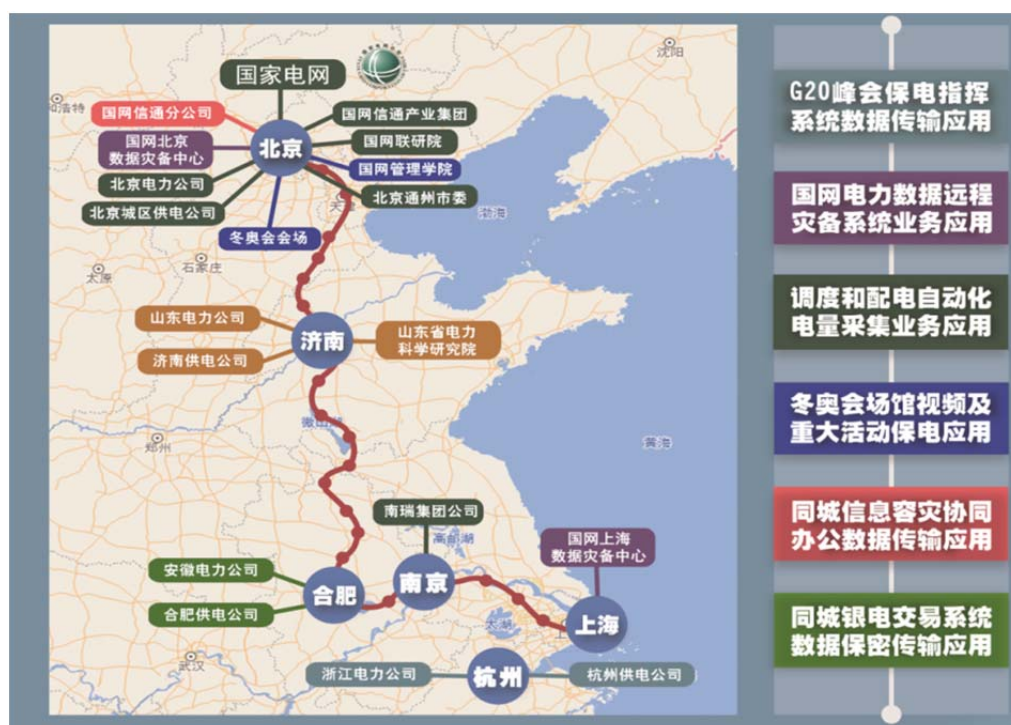 国家电网
沈阳
和浩特
国网信通分公司
国网信通产业集团
国网北京
数据灾备中心
北京
国网联研院
国网管理学院
北京电力公司
北京通州市委
北京城区供电公司
天津
冬奥会会场
渤海
太原
石家庄
山东电力公司
济南
山东省电力
科学研究院
济南供电公司
微山湖
郑州
黄海
南瑞集团公司
高邮湖
国网上海
数据灾备中心
安徽电力公司
合肥
南京
合肥供电公司
太湖
上海
武汉
浙江电力公司
杭州
杭州供电公司
G20峰会保电指挥
系统数据传输应用
国网电力数据远程
灾备系统业务应用
调度和配电自动化
电量采集业务应用
冬奥会场馆视频及
重大活动保电应用
同城信息容灾协同
办公数据传输应用
同城银电交易系统
数据保密传输应用